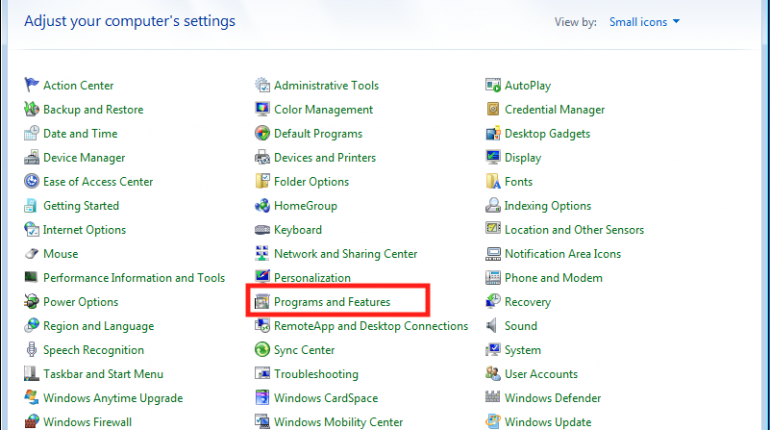 Adjust your computer's settings
View by: Small icons
Action Center
Administrative Tools
AutoPlay
Backup and Restore
Color Management
Credential Manager
Date and Time
Default Programs
Desktop Gadgets
Device Manager
Devices and Printers
Display
Ease of Access Center
Folder Options
Fonts
Getting Started
HomeGroup
Indexing Options
Internet Options
Keyboard
Location and Other Sensors
Mouse
Network and Sharing Center
Notification Area Icons
Performance Information and Tools
Personalization
Phone and Modem
Power Options
Programs and Features
Recovery
Region and Language
RemoteApp and Desktop Connections
Sound
Speech Recognition
Sync Center
System
Taskbar and Start Menu
Troubleshooting
User Accounts
Windows Anytime Upgrade
Windows CardSpace
Windows Defender
Windows Firewall
Windows Mobility Center
Windows Update